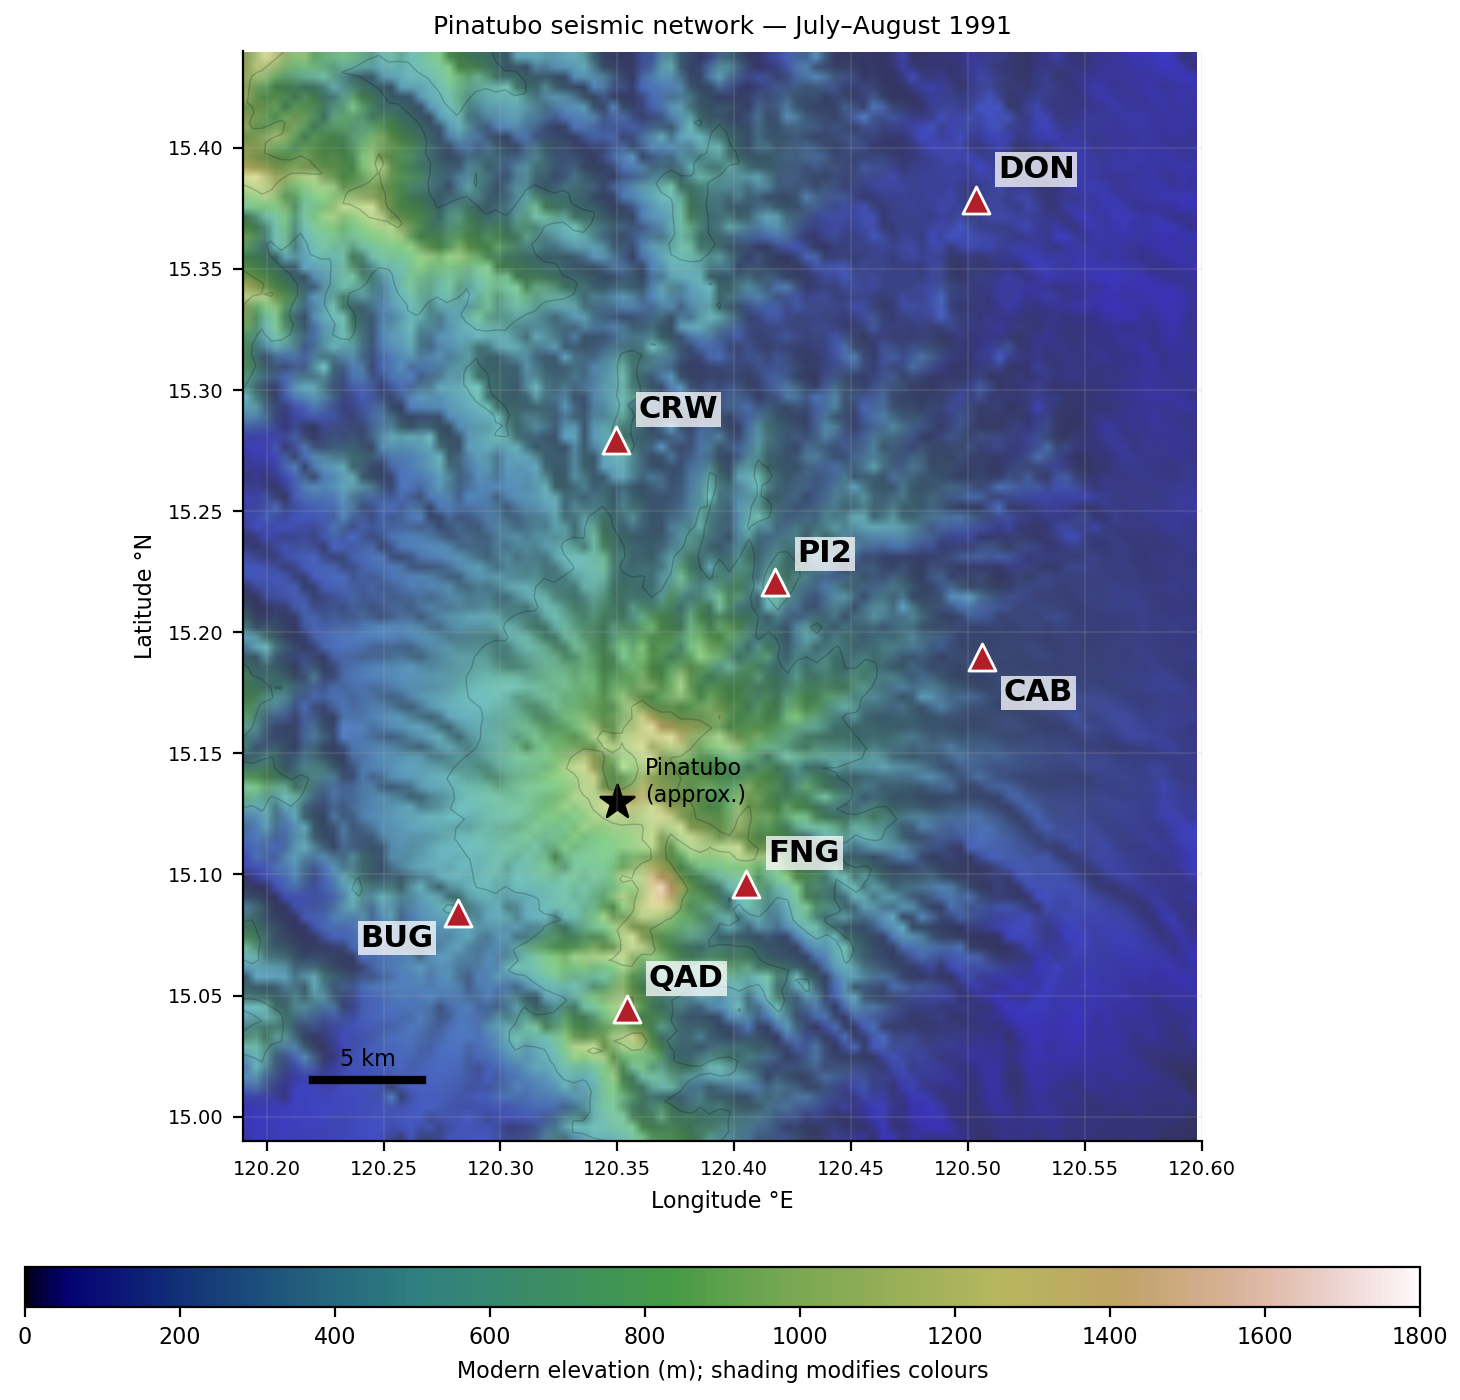 Pinatubo seismic network — July–August 1991
15.40
15.35
15.30
15.25
15.20
15.15
15.10
15.05
15.00
Latitude °N
DON
CRW
PI2
CAB
Pinatubo
(approx.)
FNG
BUG
QAD
5 km
120.20 120.25 120.30 120.35 120.40 120.45 120.50 120.55 120.60
Longitude °E
0 200 400 600 800 1000 1200 1400 1600 1800
Modern elevation (m); shading modifies colours